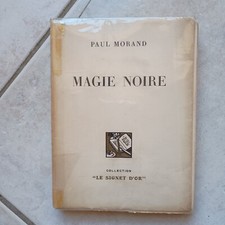 PAUL MORAND
MAGIE NOIRE
COLLECTION
"LE SIGNET D'OR"